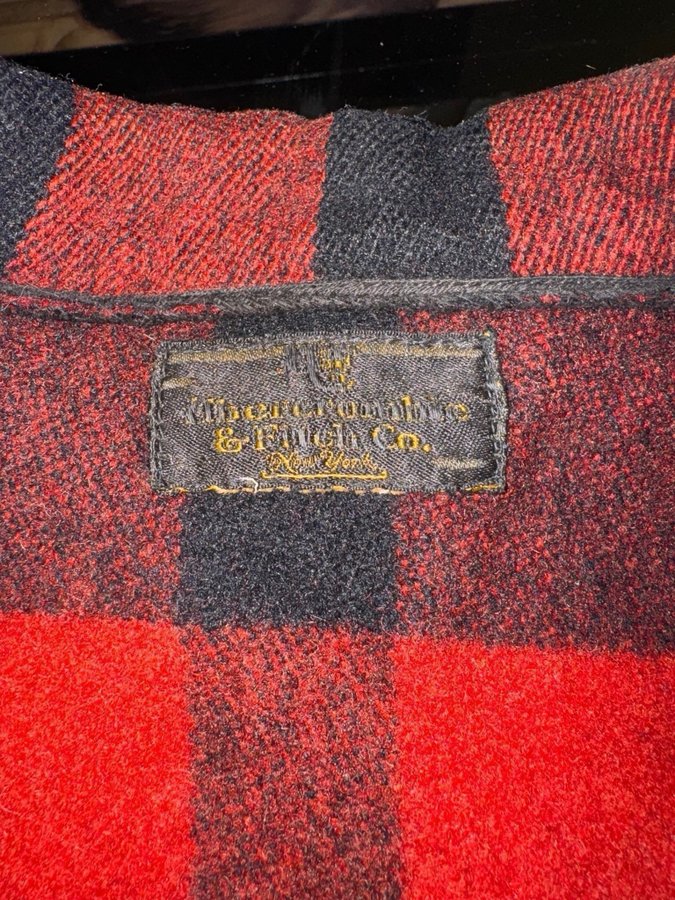 Abercrombie
& Fitch Co.
New York